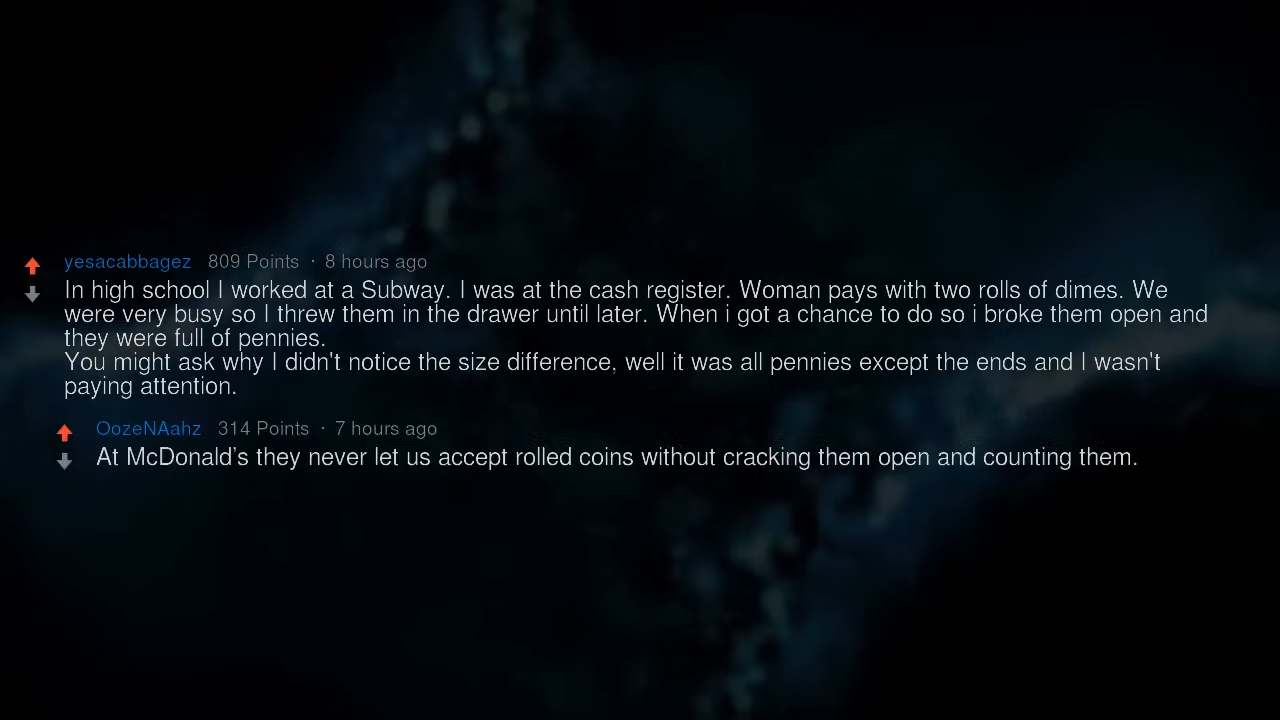 yesacabbagez 809 Points · 8 hours ago
In high school I worked at a Subway. I was at the cash register. Woman pays with two rolls of dimes. We
were very busy so I threw them in the drawer until later. When i got a chance to do so i broke them open and
they were full of pennies.
You might ask why I didn't notice the size difference, well it was all pennies except the ends and I wasn't
paying attention.
OozeNAahz 314 Points · 7 hours ago
At McDonald’s they never let us accept rolled coins without cracking them open and counting them.